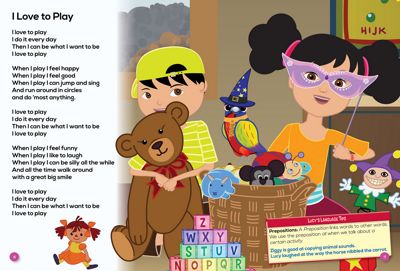 I Love to Play
I love to play
I do it every day
Then I can be what I want to be
I love to play
When I play I feel happy
When I play I feel good
When I play I can jump and sing
And run around in circles
and do 'most anything.
I love to play
I do it every day
Then I can be what I want to be
I love to play
When I play I feel funny
When I play I like to laugh
When I play I can be silly all the while
And all the time walk around
with a great big smile
I love to play
I do it every day
Then I can be what I want to be
I love to play
HIJK
Z
WXY
STUV
NOPQR
Lucy's Language Tips
Prepositions: A Preposition links words to other words.
We use the preposition at when we talk about a
certain activity
Ziggy is good at copying animal sounds.
Lucy laughed at the way the horse nibbled the carrot.